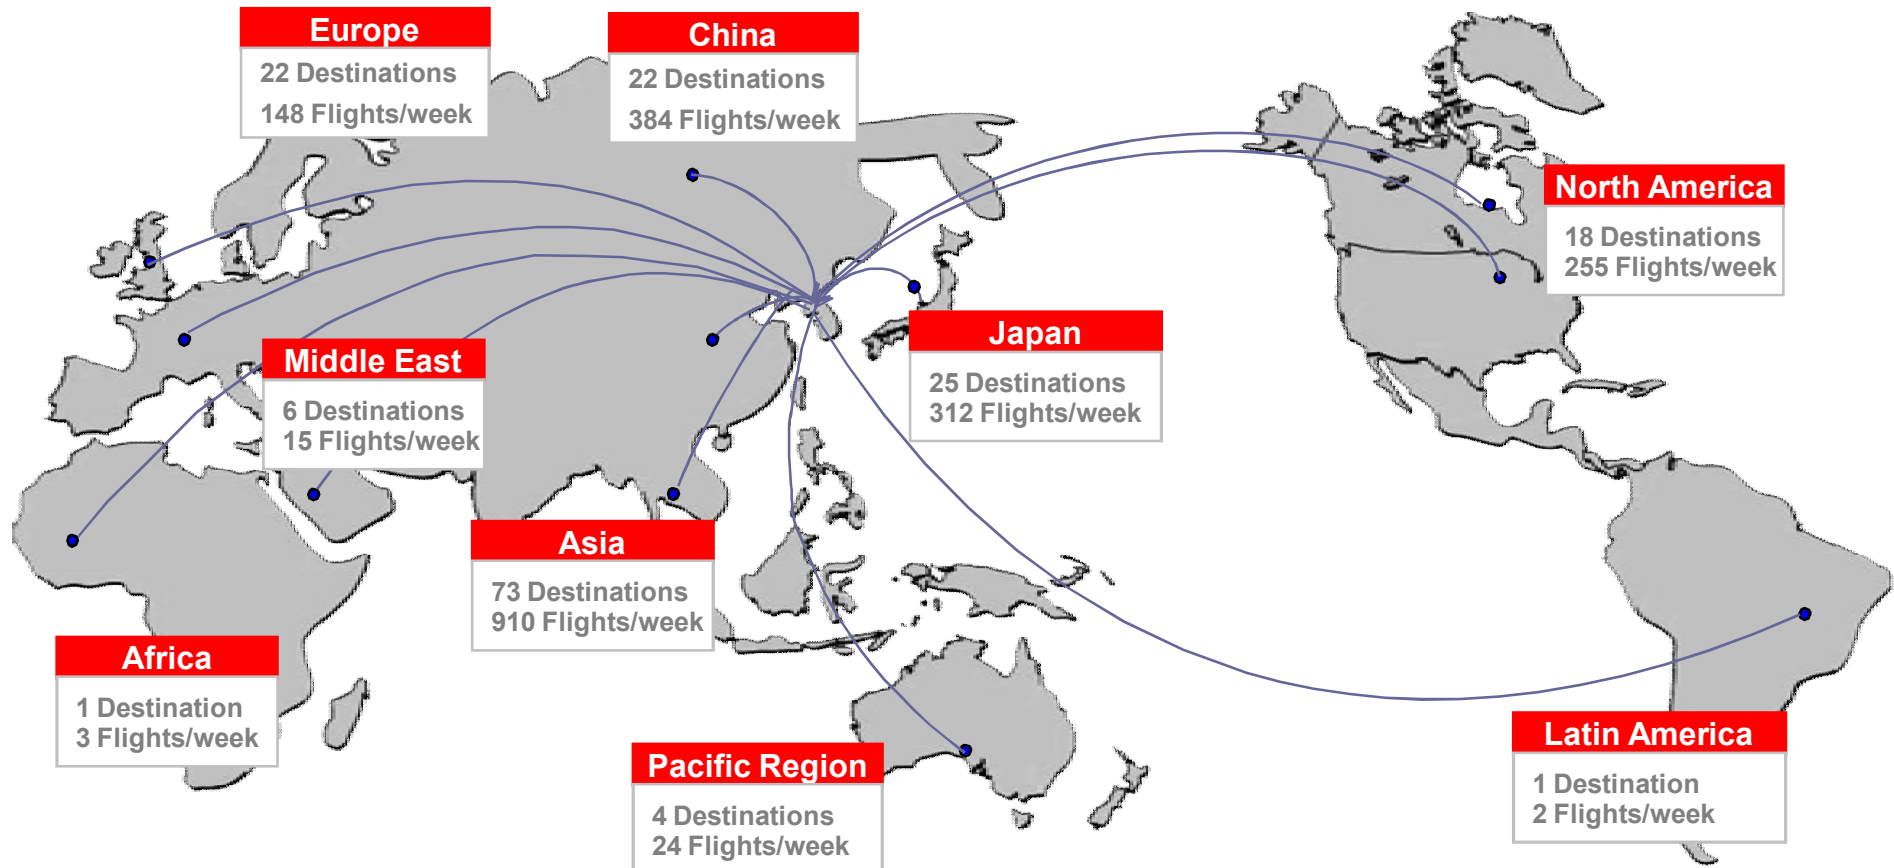 Europe
22 Destinations
148 Flights/week
China
22 Destinations
384 Flights/week
North America
18 Destinations
255 Flights/week
Japan
25 Destinations
312 Flights/week
Middle East
6 Destinations
15 Flights/week
Asia
73 Destinations
910 Flights/week
Africa
1 Destination
3 Flights/week
Pacific Region
4 Destinations
24 Flights/week
Latin America
1 Destination
2 Flights/week